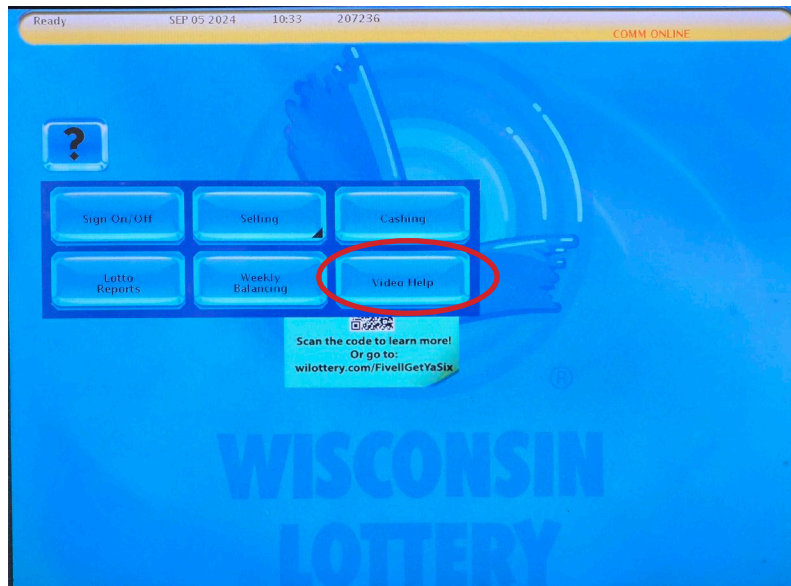 Ready SEP 05 2024 10:33 207236
COMM ONLINE
?
Sign On/Off Selling Cashing
Lotto Reports Weekly Balancing Video Help
Scan the code to learn more!
Or go to:
wilottery.com/FivellGetYaSix
®
WISCONSIN
LOTTERY